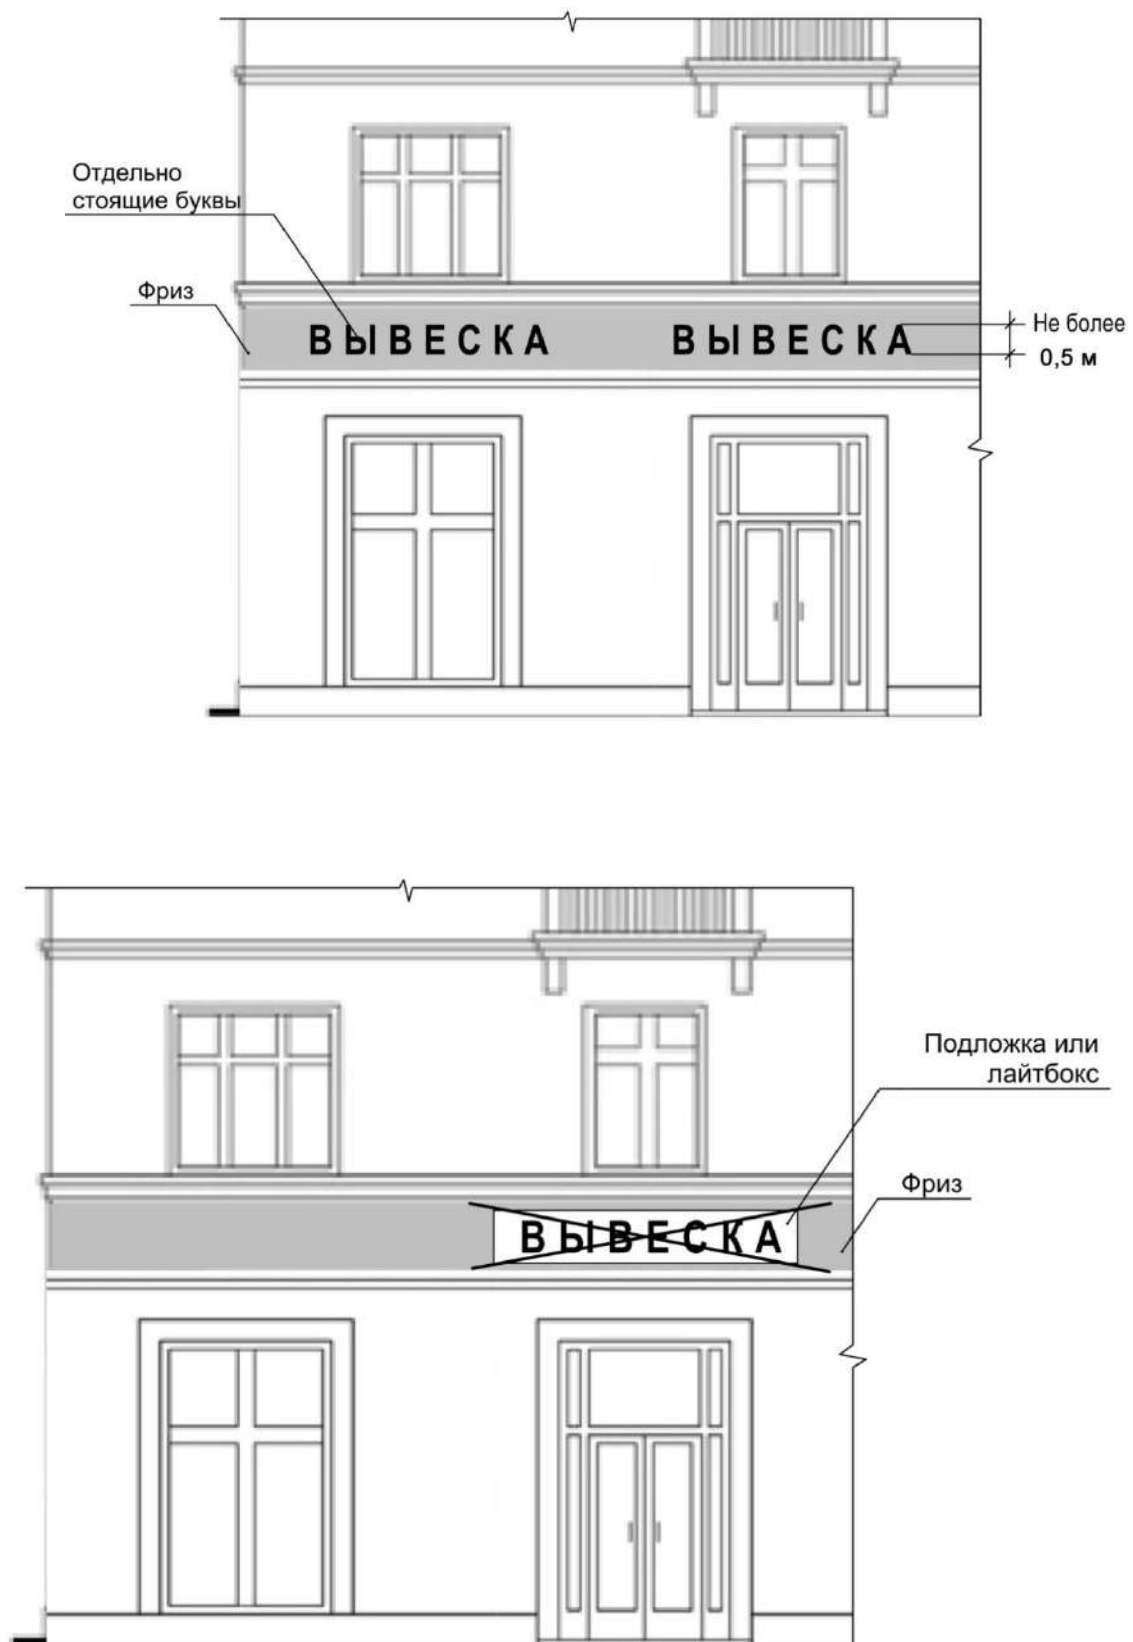 Отдельно
стоящие буквы
Фриз
ВЫВЕСКА ВЫВЕСКА
Не более
0,5 м
Подложка или
лайтбокс
Фриз
ВЫВЕСКА